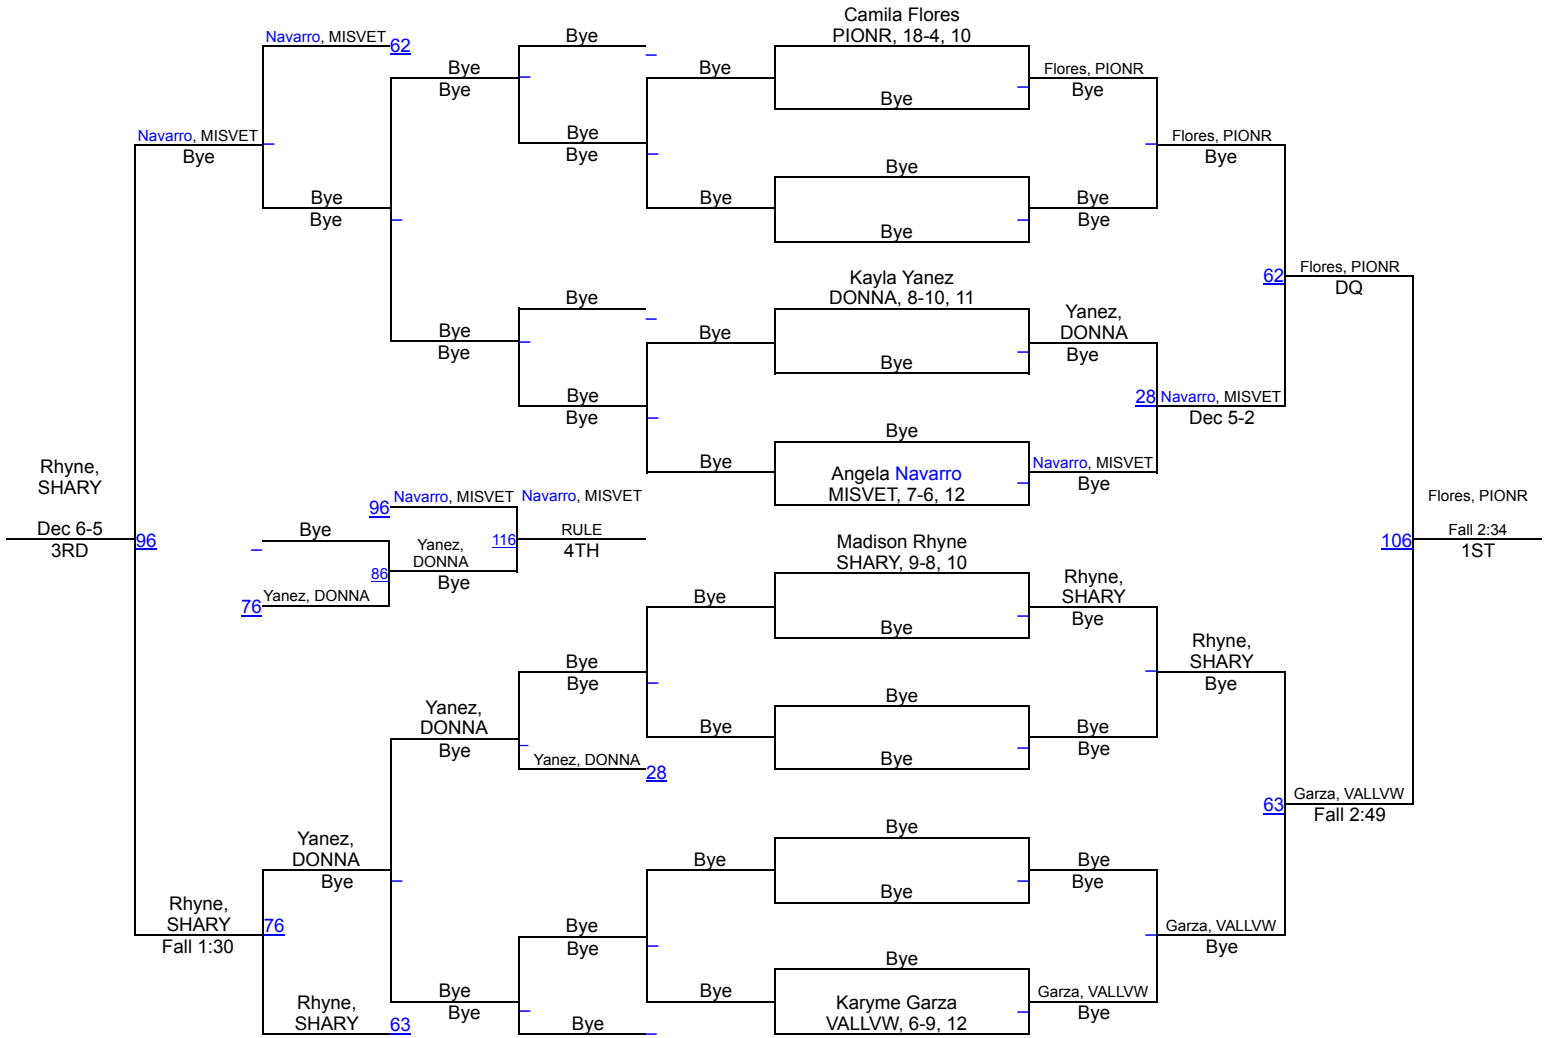 Camila Flores
PIONR, 18-4, 10
Navarro, MISVET
62
Bye
Bye
Bye
Bye
Bye
Flores, PIONR
Bye
Navarro, MISVET
Bye
Bye
Bye
Flores, PIONR
Bye
Bye
Bye
Bye
Bye
Bye
Bye
Bye
Kayla Yanez
DONNA, 8-10, 11
62
Flores, PIONR
DQ
Bye
Bye
Bye
Bye
Yanez,
DONNA
Bye
Bye
Bye
Bye
28
Navarro, MISVET
Dec 5-2
Bye
Bye
Angela Navarro
MISVET, 7-6, 12
Navarro, MISVET
Bye
Rhyne,
SHARY
Dec 6-5
3RD
96
96
Navarro, MISVET
Navarro, MISVET
Bye
Yanez,
DONNA
Bye
116
RULE
4TH
86
76
Yanez, DONNA
Flores, PIONR
Fall 2:34
1ST
106
Madison Rhyne
SHARY, 9-8, 10
Bye
Bye
Rhyne,
SHARY
Bye
Rhyne,
SHARY
Bye
Bye
Bye
Bye
Bye
Bye
Bye
Bye
Yanez,
DONNA
Bye
Yanez, DONNA
28
63
Garza, VALLVW
Fall 2:49
Bye
Bye
Bye
Bye
Bye
Yanez,
DONNA
Bye
Rhyne,
SHARY
Fall 1:30
76
Bye
Bye
Bye
Garza, VALLVW
Bye
Karyme Garza
VALLVW, 6-9, 12
Bye
Garza, VALLVW
Bye
Bye
Bye
Rhyne,
SHARY
63
Bye